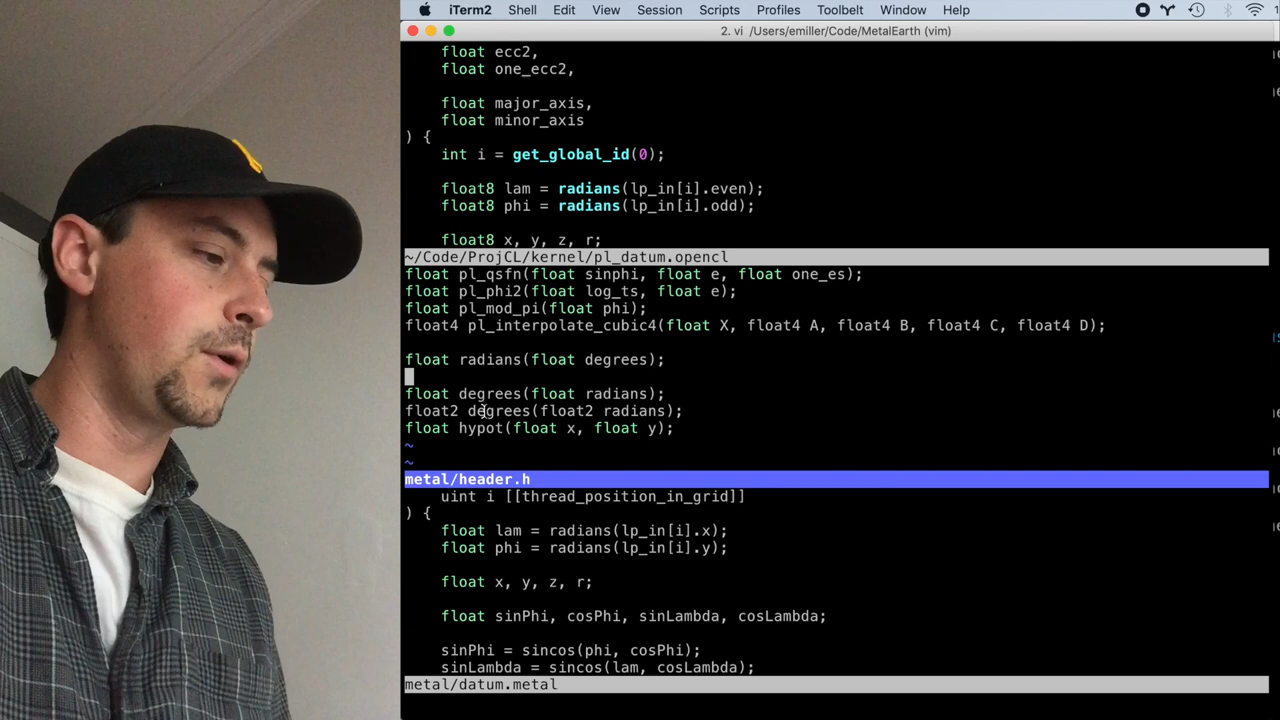 iTerm2 Shell Edit View Session Scripts Profiles Toolbelt Window Help
2. vi /Users/emiller/Code/MetalEarth (vim)
float ecc2,
float one_ecc2,
float major_axis,
float minor_axis
) {
int i = get_global_id(0);
float8 lam = radians(lp_in[i].even);
float8 phi = radians(lp_in[i].odd);
float8 x, y, z, r;
~/Code/ProjCL/kernel/pl_datum.opencl
float pl_qsfn(float sinphi, float e, float one_es);
float pl_phi2(float log_ts, float e);
float pl_mod_pi(float phi);
float4 pl_interpolate_cubic4(float X, float4 A, float4 B, float4 C, float4 D);
float radians(float degrees);
float degrees(float radians);
float2 degrees(float2 radians);
float hypot(float x, float y);
~
~
metal/header.h
uint i [[thread_position_in_grid]]
) {
float lam = radians(lp_in[i].x);
float phi = radians(lp_in[i].y);
float x, y, z, r;
float sinPhi, cosPhi, sinLambda, cosLambda;
sinPhi = sincos(phi, cosPhi);
sinLambda = sincos(lam, cosLambda);
metal/datum.metal